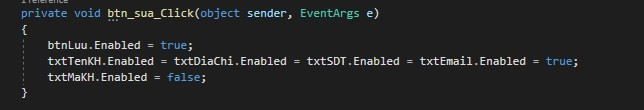 1 reference
private void btn_sua_Click(object sender, EventArgs e)
{
btnLuu.Enabled = true;
txtTenKH.Enabled = txtDiaChi.Enabled = txtSDT.Enabled = txtEmail.Enabled = true;
txtMaKH.Enabled = false;
}